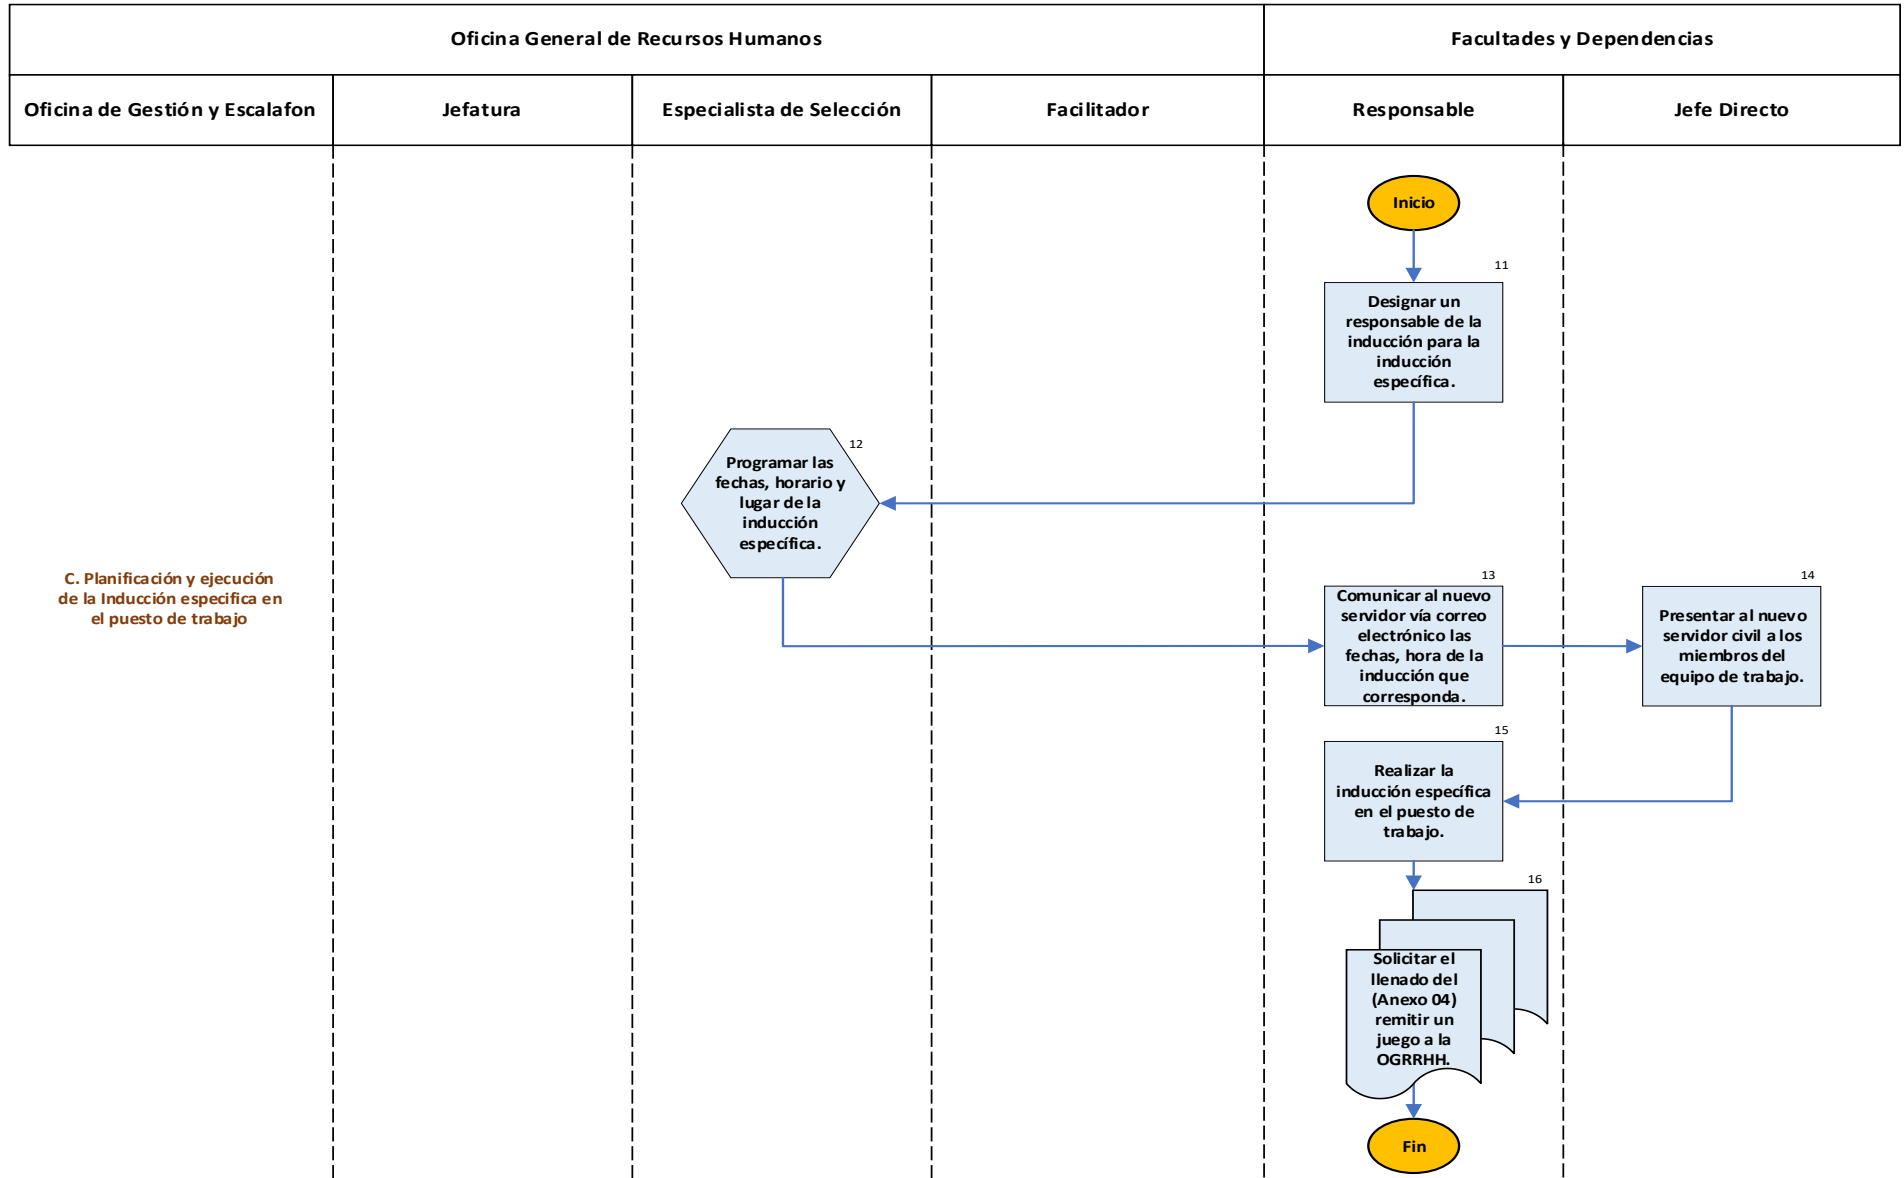 Oficina General de Recursos Humanos
Facultades y Dependencias
Oficina de Gestión y Escalafon
Jefatura
Especialista de Selección
Facilitador
Responsable
Jefe Directo
Inicio
11
Designar un
responsable de la
inducción para la
inducción
específica.
12
Programar las
fechas, horario y
lugar de la
inducción
específica.
C. Planificación y ejecución
de la Inducción especifica en
el puesto de trabajo
13
Comunicar al nuevo
servidor vía correo
electrónico las
fechas, hora de la
inducción que
corresponda.
14
Presentar al nuevo
servidor civil a los
miembros del
equipo de trabajo.
15
Realizar la
inducción específica
en el puesto de
trabajo.
16
Solicitar el
llenado del
(Anexo 04)
remitir un
juego a la
OGRRHH.
Fin